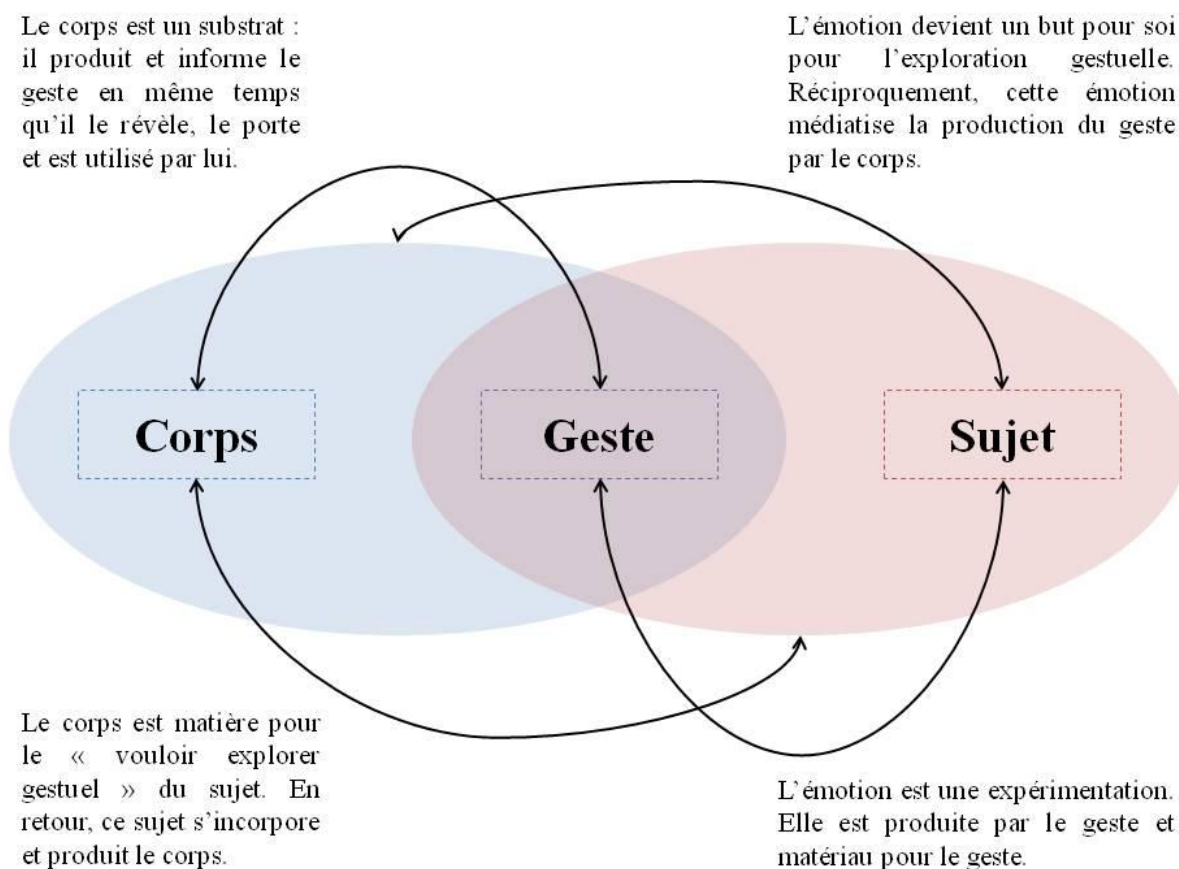 Le corps est un substrat :
il produit et informe le
geste en même temps
qu’il le révèle, le porte
et est utilisé par lui.
L’émotion devient un but pour soi
pour l’exploration gestuelle.
Réciproquement, cette émotion
médiatise la production du geste
par le corps.
Corps
Geste
Sujet
Le corps est matière pour
le « vouloir explorer
gestuel » du sujet. En
retour, ce sujet s’incorpore
et produit le corps.
L’émotion est une expérimentation.
Elle est produite par le geste et
matériau pour le geste.